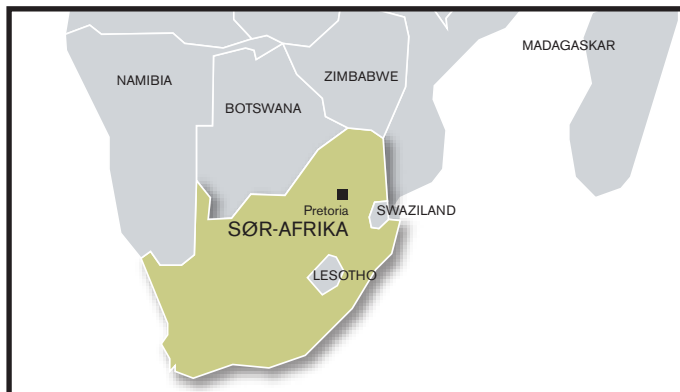 MADAGASKAR
NAMIBIA
ZIMBABWE
BOTSWANA
Pretoria
SWAZILAND
SØR-AFRIKA
LESOTHO